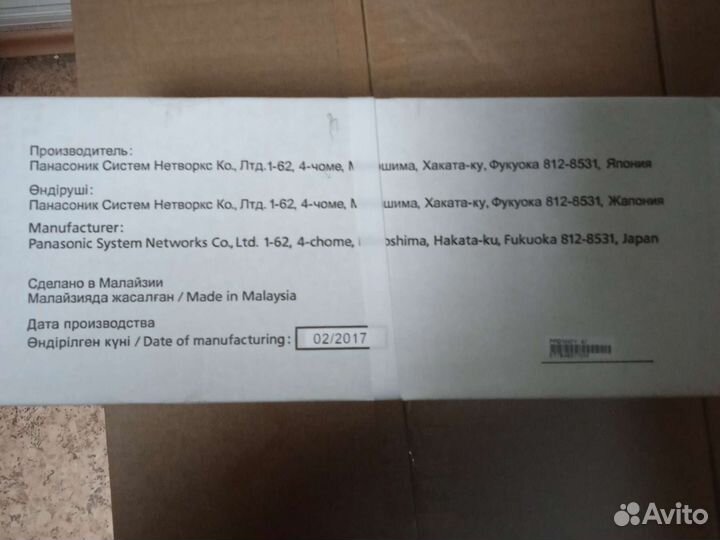 Производитель:
Панасоник Систем Нетворкс Ко., Лтд.1-62, 4-чоме, Хаката-ку, Фукуока 812-8531, Япония
Өндіруші:
Панасоник Систем Нетворкс Ко., Лтд. 1-62, 4-чоме, Хаката-ку, Фукуока 812-8531, Жапония
Manufacturer:
Panasonic System Networks Co., Ltd. 1-62, 4-chome, Hakata-ku, Fukuoka 812-8531, Japan
Сделано в Малайзии
Малайзияда жасалған / Made in Malaysia
Дата производства
Өндірілген күні / Date of manufacturing: 02/2017
Avito